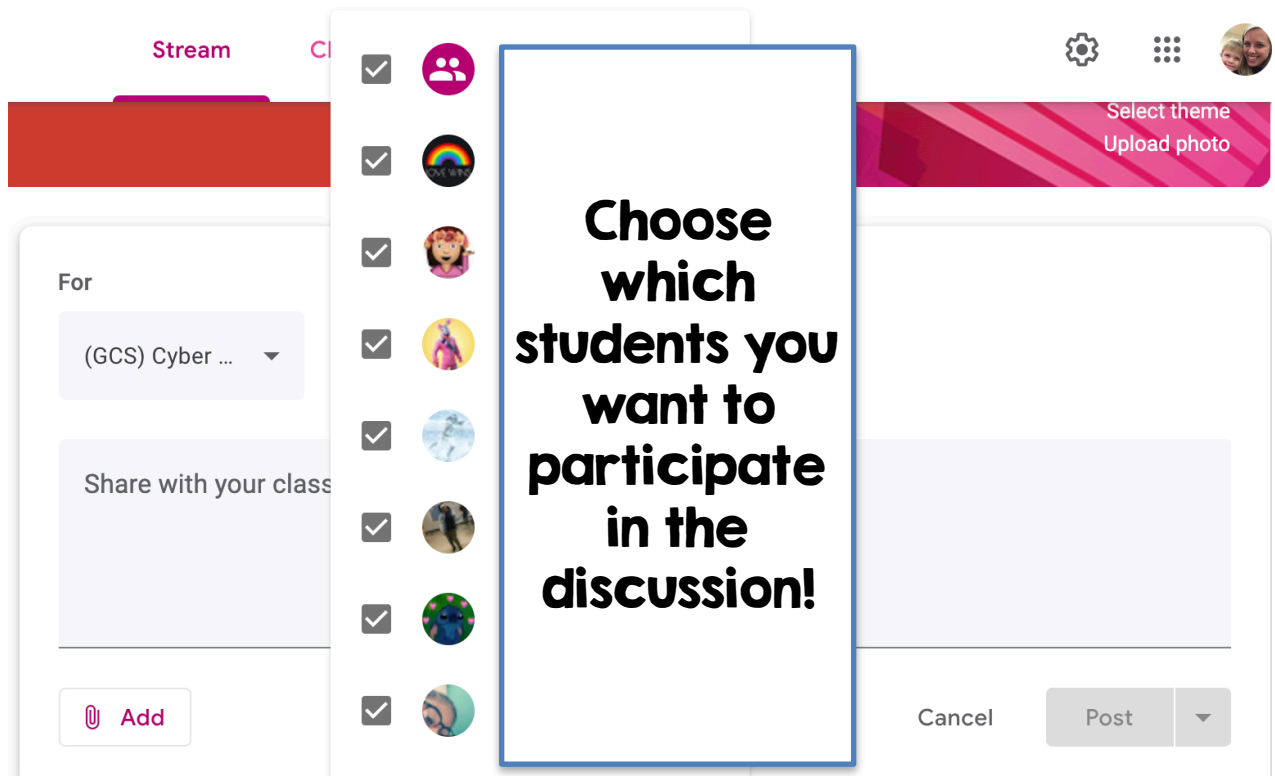 Stream
Select theme
Upload photo
For
(GCS) Cyber ...
Share with your class
Choose
which
students you
want to
participate
in the
discussion!
Add
Cancel
Post